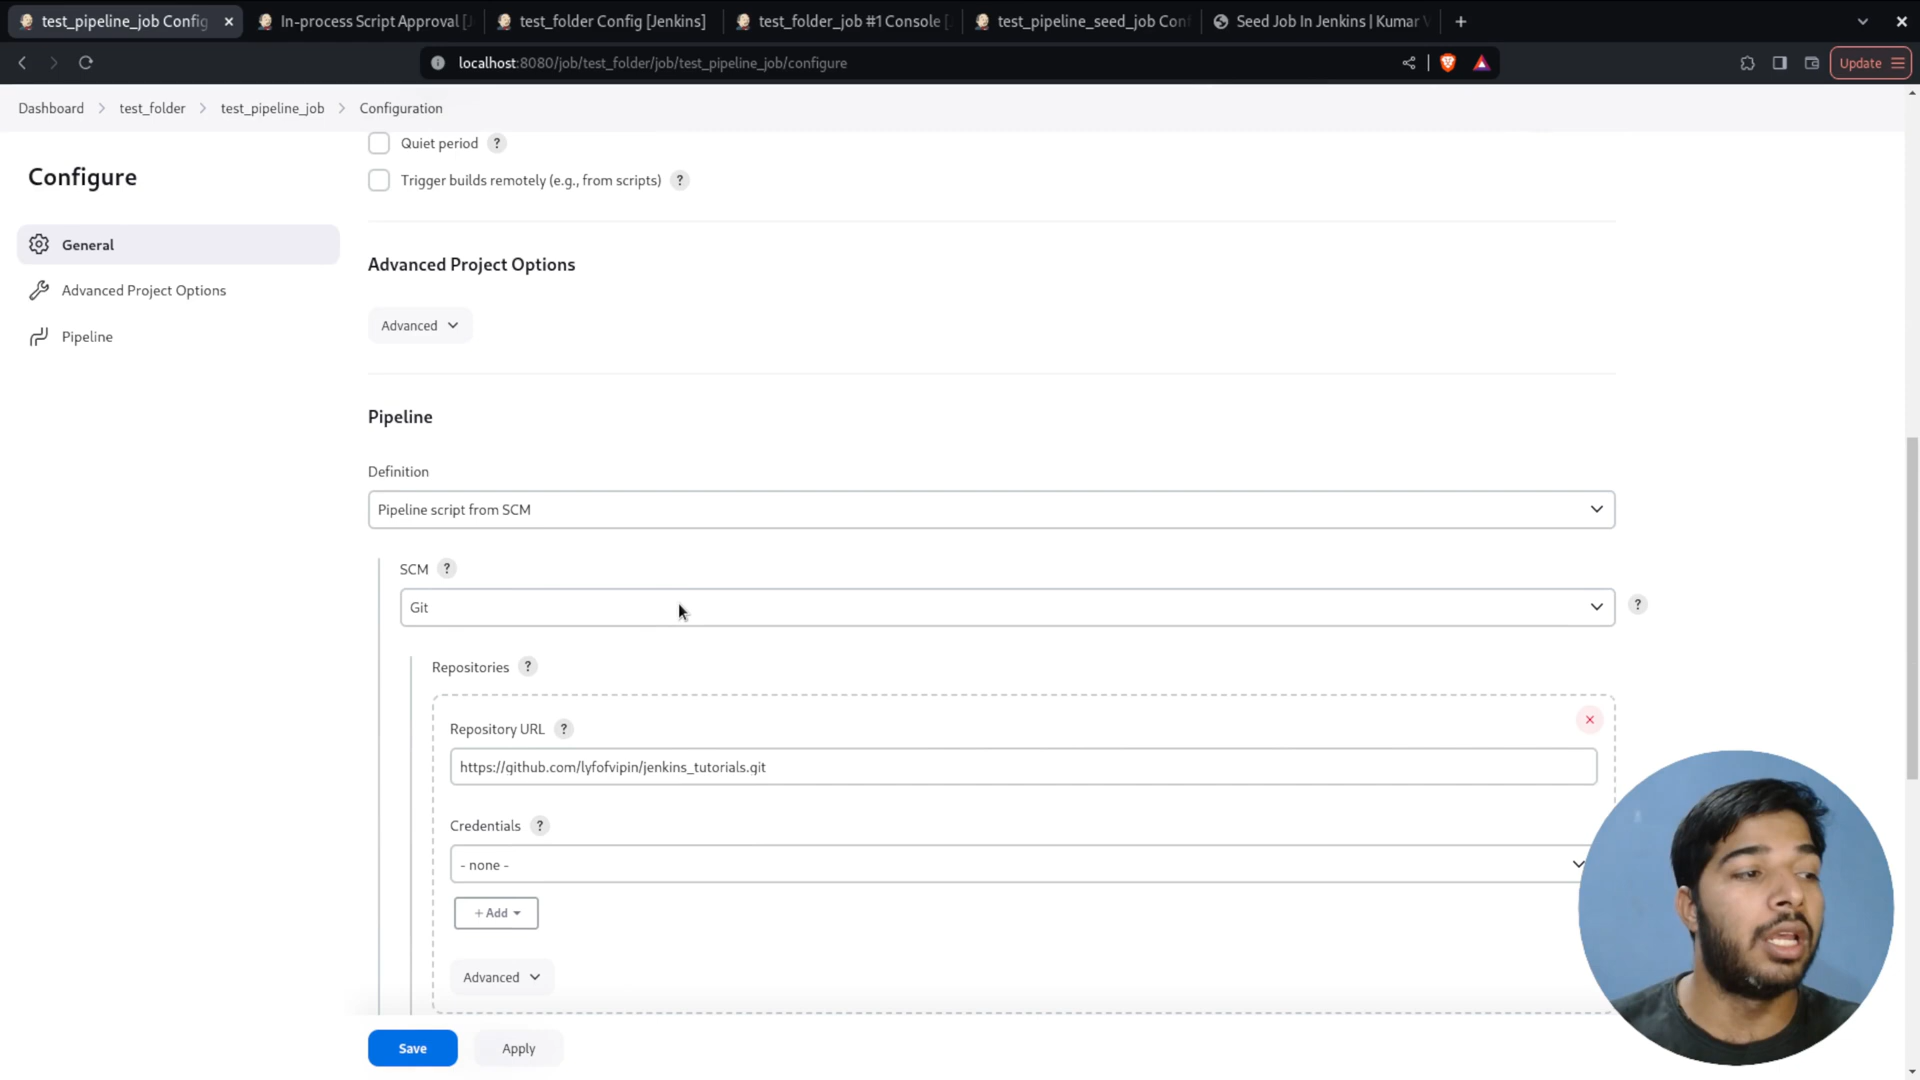 test_pipeline_job Config
In-process Script Approval [J
test_folder Config [Jenkins]
test_folder_job #1 Console [
test_pipeline_seed_job Conf
Seed Job In Jenkins | Kumar V
localhost:8080/job/test_folder/job/test_pipeline_job/configure
Update
Dashboard > test_folder > test_pipeline_job > Configuration
Configure
General
Advanced Project Options
Pipeline
Quiet period ?
Trigger builds remotely (e.g., from scripts) ?
Advanced Project Options
Advanced
Pipeline
Definition
Pipeline script from SCM
SCM ?
Git
?
Repositories ?
Repository URL ?
https://github.com/lyfofvipin/jenkins_tutorials.git
Credentials ?
- none -
+ Add
Advanced
Save
Apply